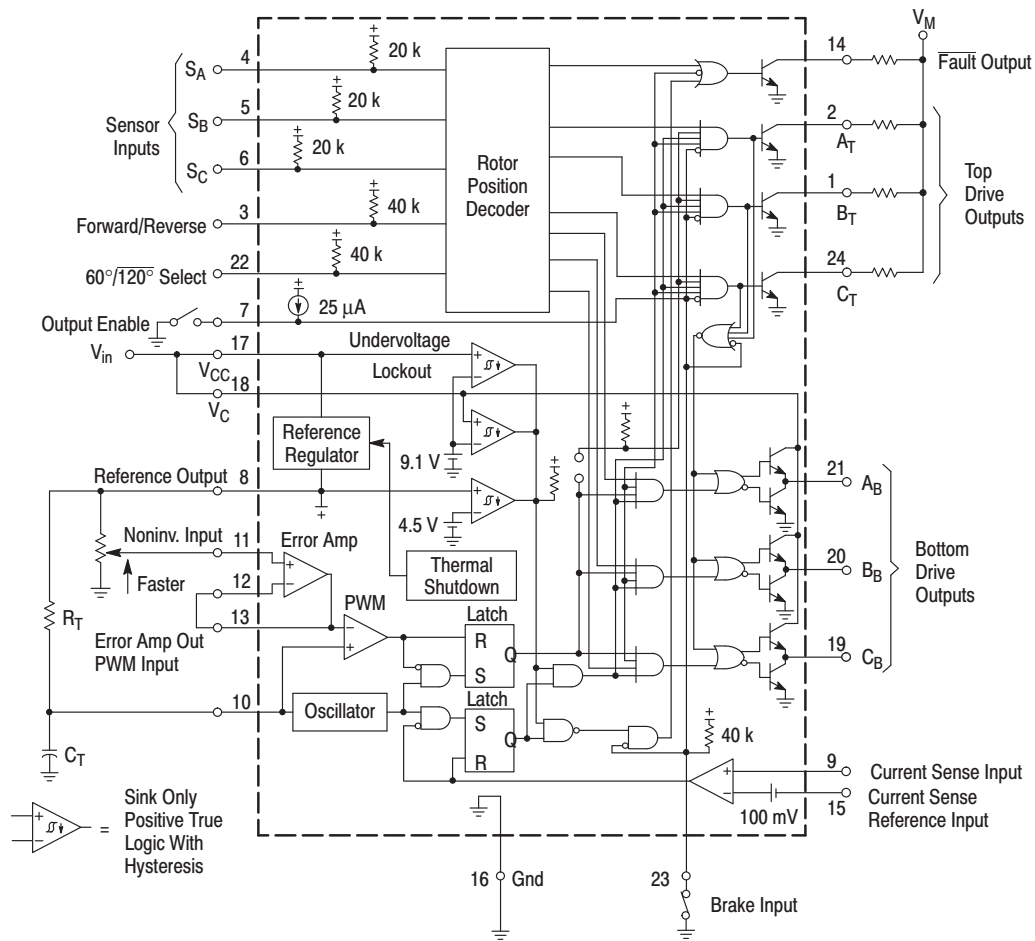 V_M
4
S_A
20 k
14
Fault Output
5
S_B
20 k
Sensor
Inputs
6
S_C
20 k
Rotor
Position
Decoder
2
A_T
1
B_T
Top
Drive
Outputs
3
Forward/Reverse
40 k
22
60°/120° Select
40 k
24
C_T
7
Output Enable
25 µA
V_in
17
V_CC
Undervoltage
Lockout
18
V_C
Reference
Regulator
9.1 V
Reference Output
8
4.5 V
21
A_B
Noninv. Input
11
Error Amp
Faster
12
Thermal
Shutdown
20
B_B
Bottom
Drive
Outputs
R_T
13
PWM
Error Amp Out
PWM Input
Latch
R
Q
S
19
C_B
10
Oscillator
Latch
S
Q
R
40 k
C_T
9
Current Sense Input
15
Current Sense
Reference Input
100 mV
=
Sink Only
Positive True
Logic With
Hysteresis
16
Gnd
23
Brake Input